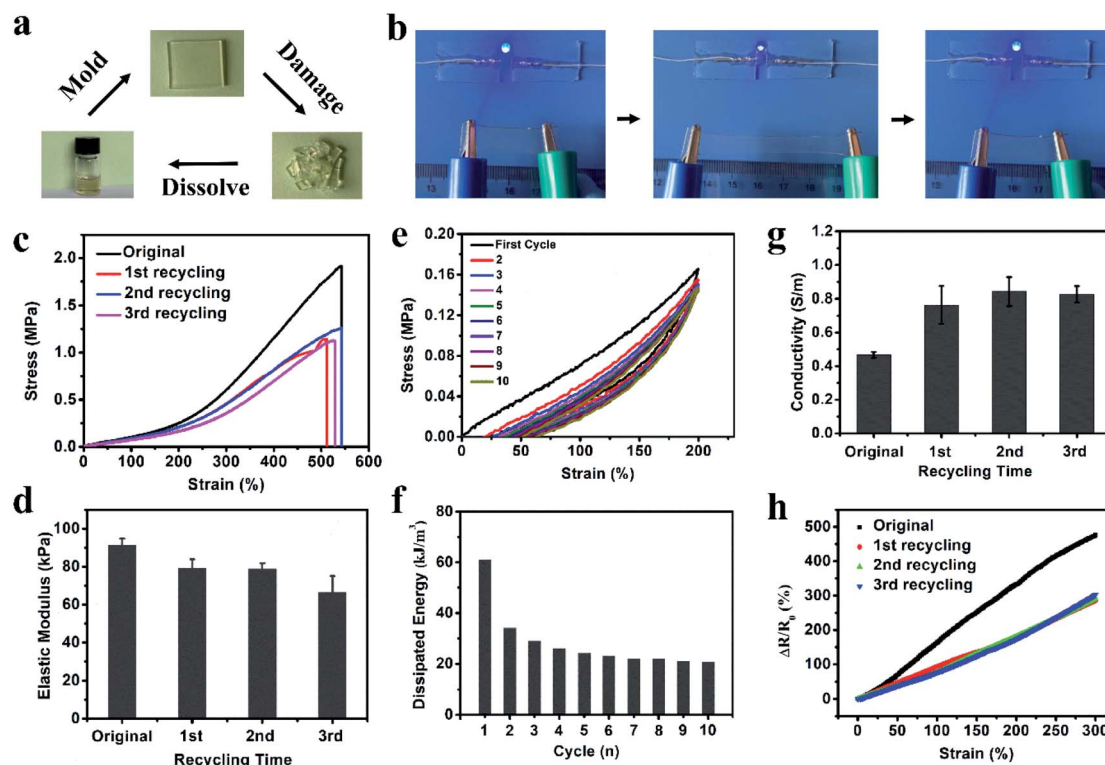 a
Mold
Damage
Dissolve
b
13 14 15 16 17
12 13 14 15 16 17 18 19
13 14 15 16 17
c
Original
1st recycling
2nd recycling
3rd recycling
2.0
1.5
1.0
0.5
0.0
Stress (MPa)
0 100 200 300 400 500 600
Strain (%)
e
First Cycle
2
3
4
5
6
7
8
9
10
0.20
0.16
0.12
0.08
0.04
0.00
Stress (MPa)
0 50 100 150 200
Strain (%)
g
1.2
1.0
0.8
0.6
0.4
0.2
0.0
Conductivity (S/m)
Original 1st 2nd 3rd
Recycling Time
d
100
80
60
40
20
0
Elastic Modulus (kPa)
Original 1st 2nd 3rd
Recycling Time
f
80
60
40
20
0
Dissipated Energy (kJ/m³)
1 2 3 4 5 6 7 8 9 10
Cycle (n)
h
Original
1st recycling
2nd recycling
3rd recycling
500
400
300
200
100
0
ΔR/R₀ (%)
0 50 100 150 200 250 300
Strain (%)